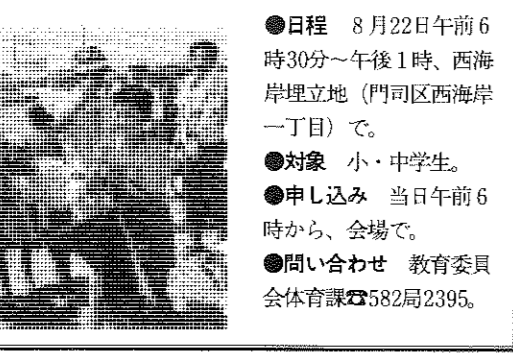 ●日程　8月22日午前6
時30分～午後1時、西海
岸埋立地（門司区西海岸
一丁目）で。
●対象　小・中学生。
●申し込み　当日午前6
時から、会場で。
●問い合わせ　教育委員
会体育課☎582局2395。